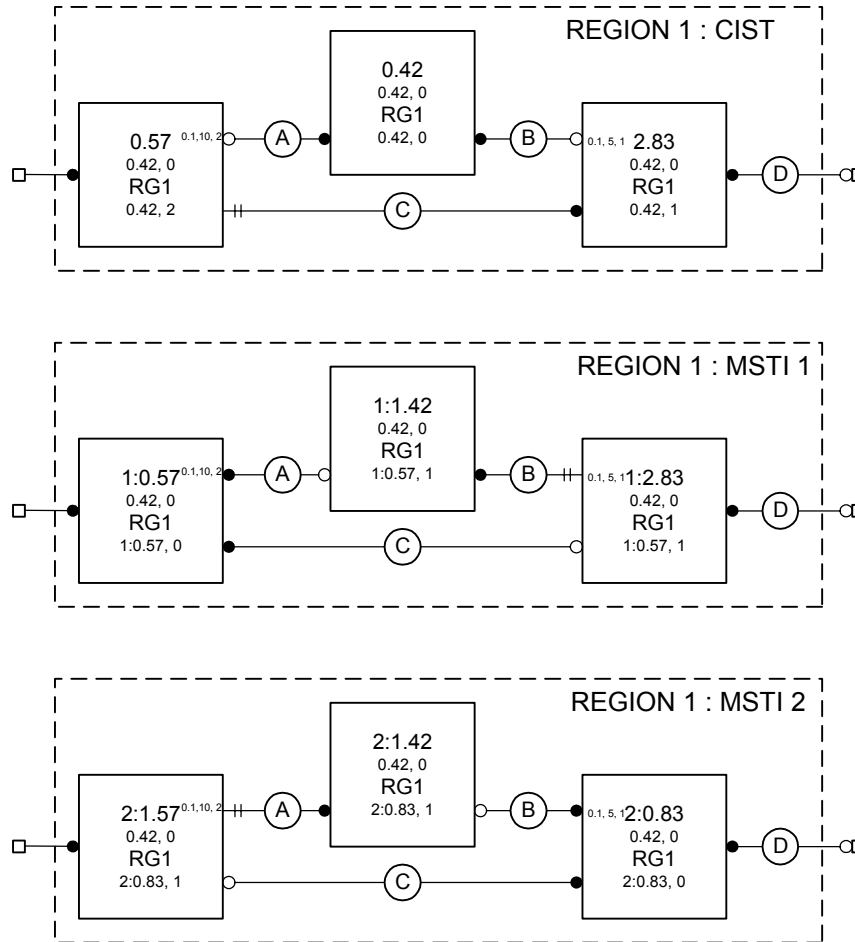 REGION 1 : CIST
0.42
0.42, 0
RG1
0.42, 0
0.57
0.1,10, 2
0.42, 0
RG1
0.42, 2
A
B
0.1, 5, 1
2.83
0.42, 0
RG1
0.42, 1
C
D
REGION 1 : MSTI 1
1:1.42
0.42, 0
RG1
1:0.57, 1
1:0.57
0.1,10, 2
0.42, 0
RG1
1:0.57, 0
A
B
0.1, 5, 1
1:2.83
0.42, 0
RG1
1:0.57, 1
C
D
REGION 1 : MSTI 2
2:1.42
0.42, 0
RG1
2:0.83, 1
2:1.57
0.1,10, 2
0.42, 0
RG1
2:0.83, 1
A
B
0.1, 5, 1
2:0.83
0.42, 0
RG1
2:0.83, 0
C
D